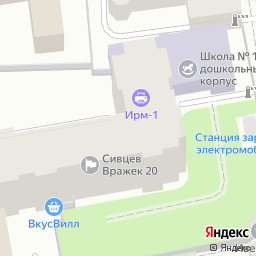 Школа № 1
дошкольны
корпус
Ирм-1
Станция зар
электромоб
Сивцев
Вражек 20
ВкусВилл
Яндекс